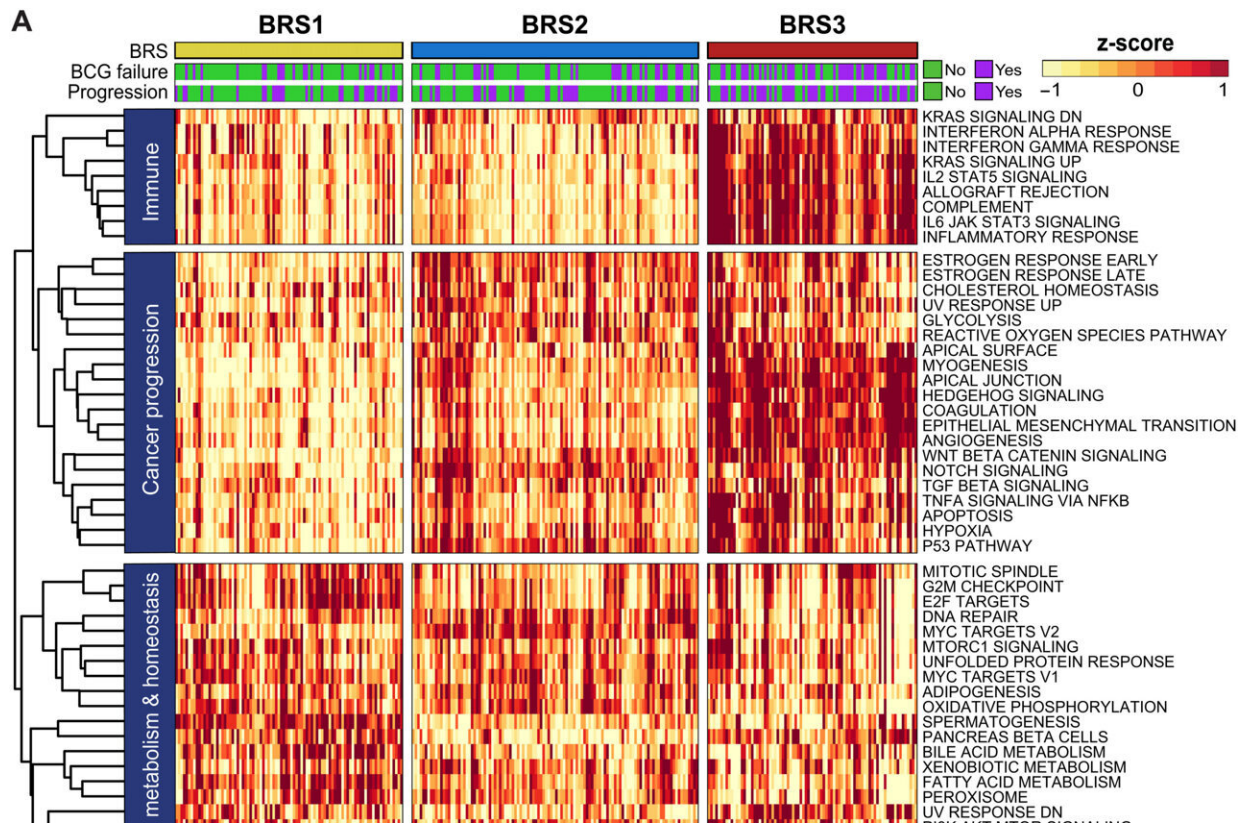 A
BRS1 BRS2 BRS3
BRS
BCG failure
Progression
No Yes
No Yes
z-score
−1 0 1
Immune
KRAS SIGNALING DN
INTERFERON ALPHA RESPONSE
INTERFERON GAMMA RESPONSE
KRAS SIGNALING UP
IL2 STAT5 SIGNALING
ALLOGRAFT REJECTION
COMPLEMENT
IL6 JAK STAT3 SIGNALING
INFLAMMATORY RESPONSE
Cancer progression
ESTROGEN RESPONSE EARLY
ESTROGEN RESPONSE LATE
CHOLESTEROL HOMEOSTASIS
UV RESPONSE UP
GLYCOLYSIS
REACTIVE OXYGEN SPECIES PATHWAY
APICAL SURFACE
MYOGENESIS
APICAL JUNCTION
HEDGEHOG SIGNALING
COAGULATION
EPITHELIAL MESENCHYMAL TRANSITION
ANGIOGENESIS
WNT BETA CATENIN SIGNALING
NOTCH SIGNALING
TGF BETA SIGNALING
TNFA SIGNALING VIA NFKB
APOPTOSIS
HYPOXIA
P53 PATHWAY
metabolism & homeostasis
MITOTIC SPINDLE
G2M CHECKPOINT
E2F TARGETS
DNA REPAIR
MYC TARGETS V2
MTORC1 SIGNALING
UNFOLDED PROTEIN RESPONSE
MYC TARGETS V1
ADIPOGENESIS
OXIDATIVE PHOSPHORYLATION
SPERMATOGENESIS
PANCREAS BETA CELLS
BILE ACID METABOLISM
XENOBIOTIC METABOLISM
FATTY ACID METABOLISM
PEROXISOME
UV RESPONSE DN